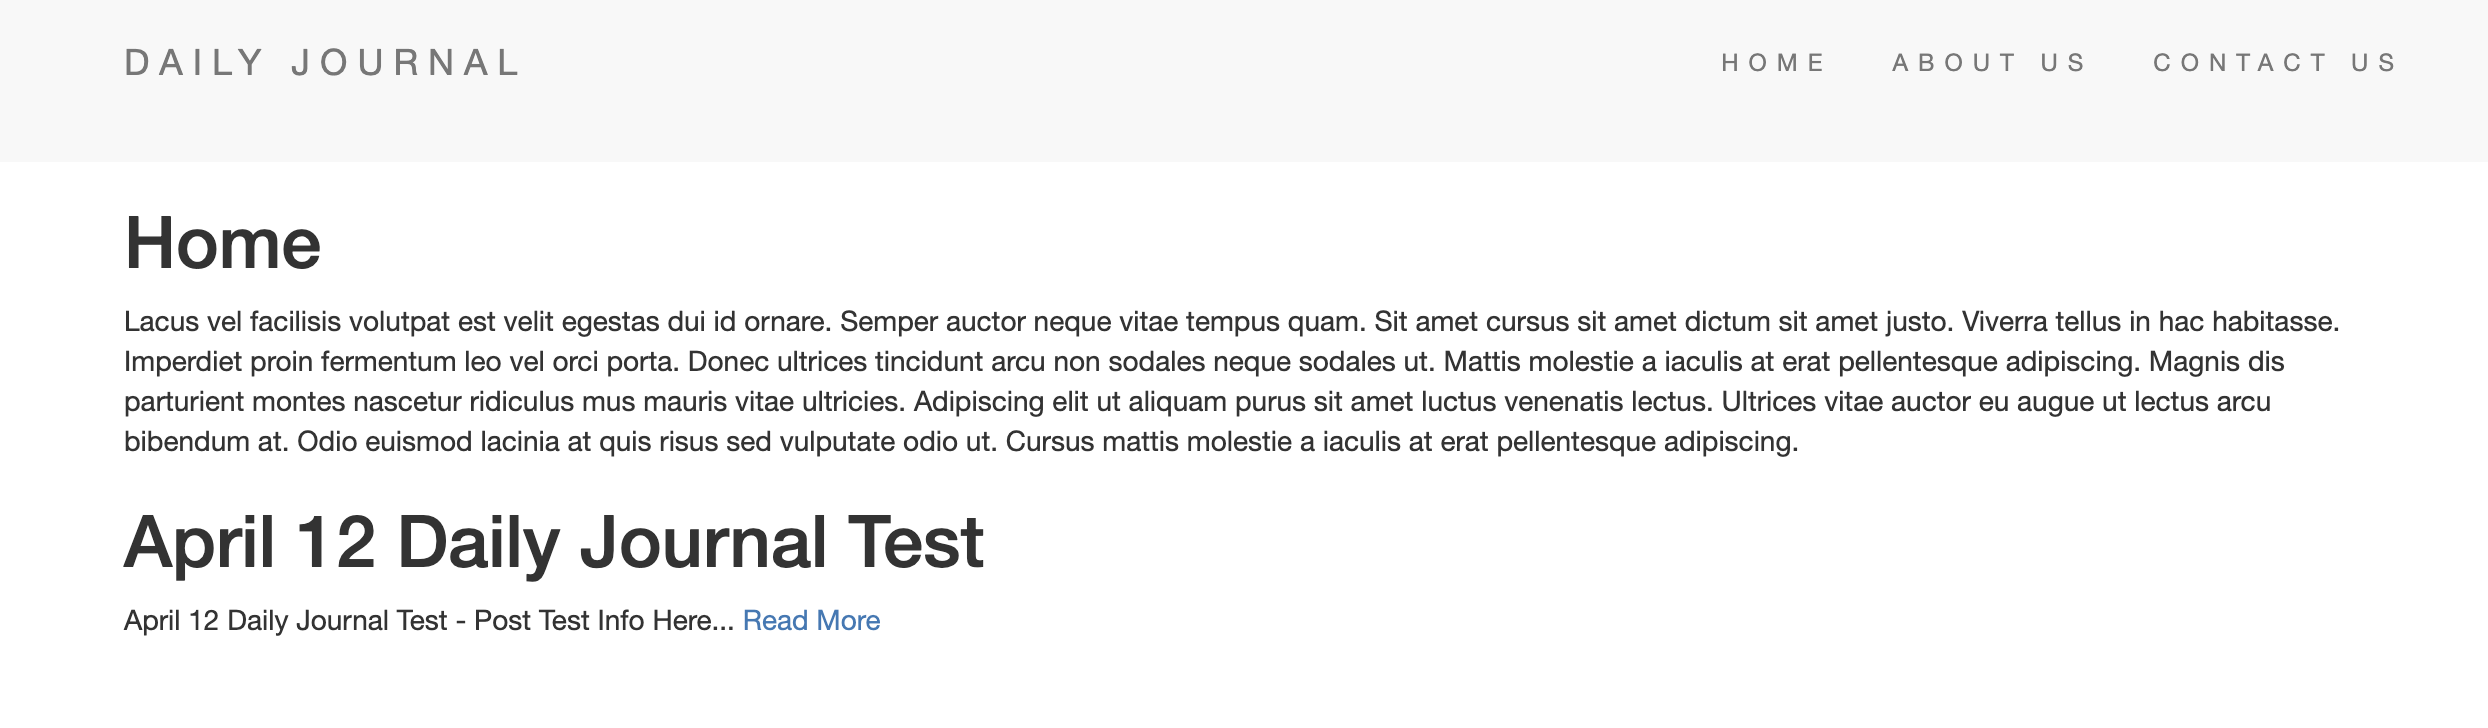 DAILY JOURNAL
HOME ABOUT US CONTACT US
Home
Lacus vel facilisis volutpat est velit egestas dui id ornare. Semper auctor neque vitae tempus quam. Sit amet cursus sit amet dictum sit amet justo. Viverra tellus in hac habitasse.
Imperdiet proin fermentum leo vel orci porta. Donec ultrices tincidunt arcu non sodales neque sodales ut. Mattis molestie a iaculis at erat pellentesque adipiscing. Magnis dis
parturient montes nascetur ridiculus mus mauris vitae ultricies. Adipiscing elit ut aliquam purus sit amet luctus venenatis lectus. Ultrices vitae auctor eu augue ut lectus arcu
bibendum at. Odio euismod lacinia at quis risus sed vulputate odio ut. Cursus mattis molestie a iaculis at erat pellentesque adipiscing.
April 12 Daily Journal Test
April 12 Daily Journal Test - Post Test Info Here... Read More